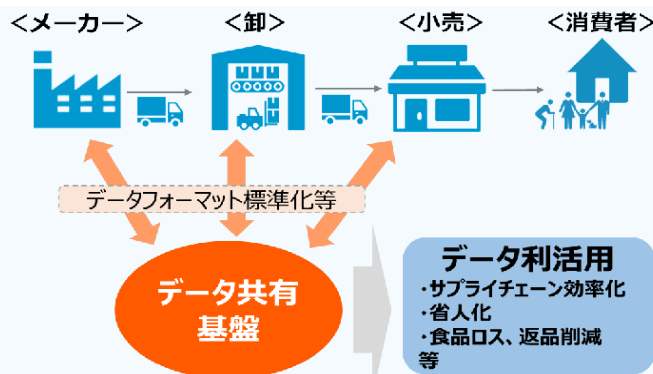 <メーカー>
<卸>
<小売>
<消費者>
データフォーマット標準化等
データ共有
基盤
データ利活用
・サプライチェーン効率化
・省人化
・食品ロス、返品削減
等